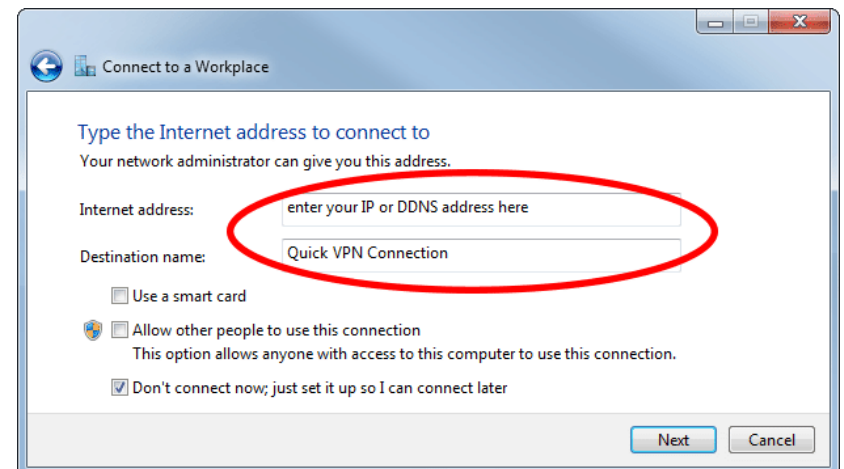 Connect to a Workplace
Type the Internet address to connect to
Your network administrator can give you this address.
Internet address: enter your IP or DDNS address here
Destination name: Quick VPN Connection
Use a smart card
Allow other people to use this connection
This option allows anyone with access to this computer to use this connection.
Don't connect now; just set it up so I can connect later
Next Cancel